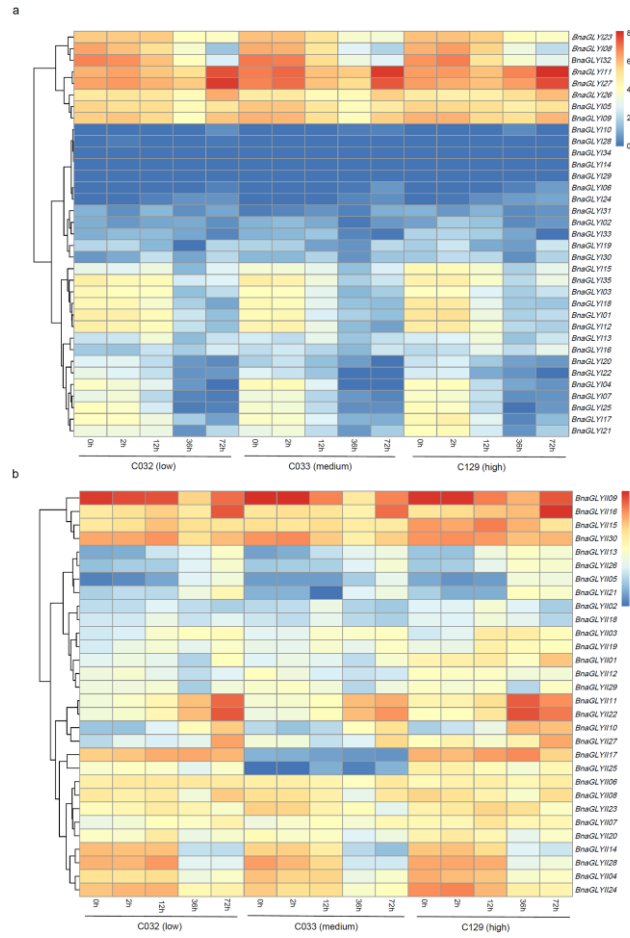 a
BnaGLYI23 8
BnaGLYI08
BnaGLYI32 6
BnaGLYI11
BnaGLYI27 4
BnaGLYI26
BnaGLYI05 2
BnaGLYI09
BnaGLYI10 0
BnaGLYI28
BnaGLYI34
BnaGLYI14
BnaGLYI29
BnaGLYI06
BnaGLYI24
BnaGLYI31
BnaGLYI02
BnaGLYI33
BnaGLYI19
BnaGLYI30
BnaGLYI15
BnaGLYI35
BnaGLYI03
BnaGLYI18
BnaGLYI01
BnaGLYI12
BnaGLYI13
BnaGLYI16
BnaGLYI20
BnaGLYI22
BnaGLYI04
BnaGLYI07
BnaGLYI25
BnaGLYI17
BnaGLYI21
0h 2h 12h 36h 72h 0h 2h 12h 36h 72h 0h 2h 12h 36h 72h
C032 (low) C033 (medium) C129 (high)
b
BnaGLYII09
BnaGLYII16
BnaGLYII15
BnaGLYII30
BnaGLYII13
BnaGLYII26
BnaGLYII05
BnaGLYII21
BnaGLYII02
BnaGLYII18
BnaGLYII03
BnaGLYII19
BnaGLYII01
BnaGLYII12
BnaGLYII29
BnaGLYII11
BnaGLYII22
BnaGLYII10
BnaGLYII27
BnaGLYII17
BnaGLYII25
BnaGLYII06
BnaGLYII08
BnaGLYII23
BnaGLYII07
BnaGLYII20
BnaGLYII14
BnaGLYII28
BnaGLYII04
BnaGLYII24
0h 2h 12h 36h 72h 0h 2h 12h 36h 72h 0h 2h 12h 36h 72h
C032 (low) C033 (medium) C129 (high)